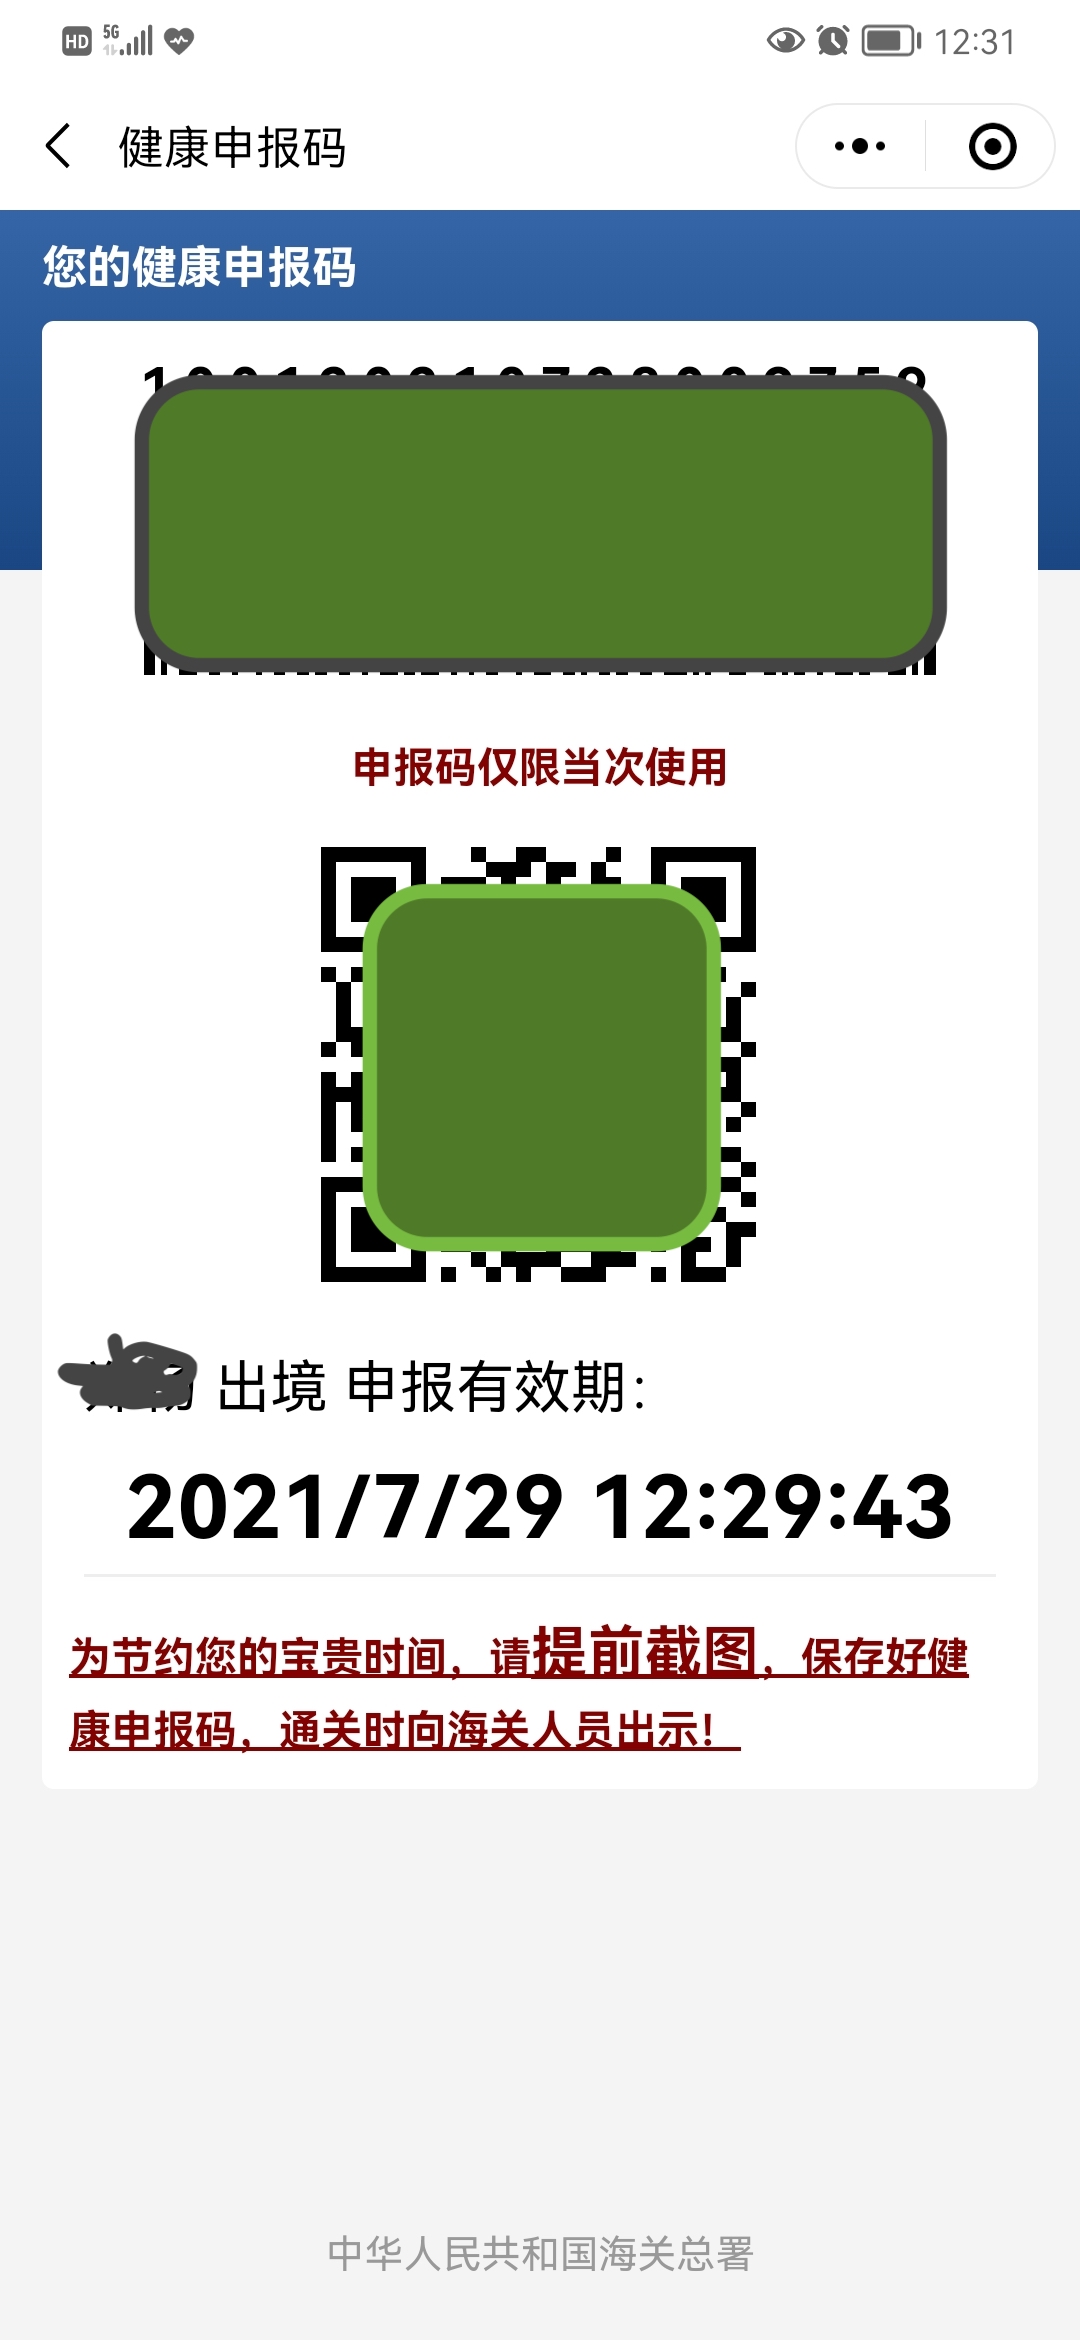 HD 5G 12:31
健康申报码
您的健康申报码
申报码仅限当次使用
出境 申报有效期:
2021/7/29 12:29:43
为节约您的宝贵时间，请提前截图，保存好健
康申报码，通关时向海关人员出示！
中华人民共和国海关总署